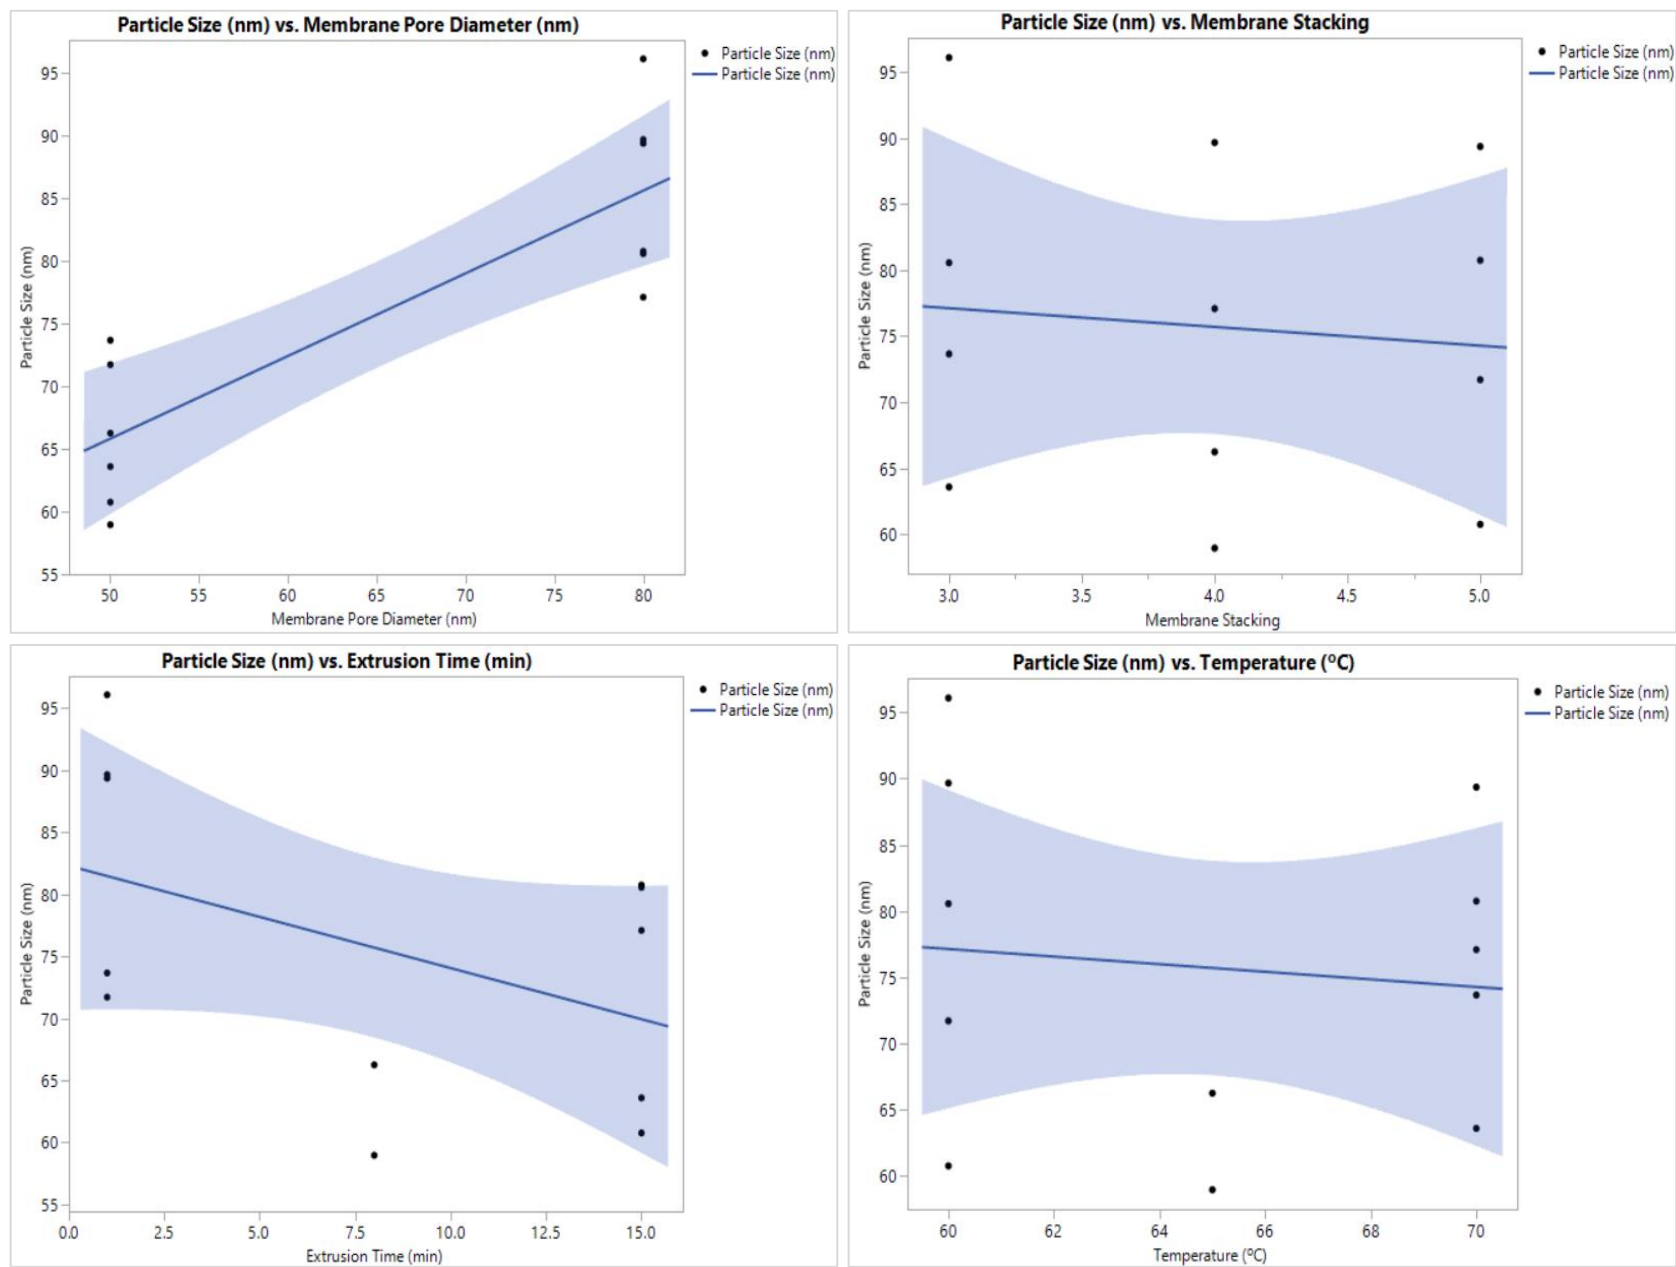 Particle Size (nm) vs. Membrane Pore Diameter (nm)
Particle Size (nm)
Particle Size (nm)
Particle Size (nm)
95
90
85
80
75
70
65
60
55
50 55 60 65 70 75 80
Membrane Pore Diameter (nm)
Particle Size (nm) vs. Membrane Stacking
Particle Size (nm)
Particle Size (nm)
Particle Size (nm)
95
90
85
80
75
70
65
60
3.0 3.5 4.0 4.5 5.0
Membrane Stacking
Particle Size (nm) vs. Extrusion Time (min)
Particle Size (nm)
Particle Size (nm)
Particle Size (nm)
95
90
85
80
75
70
65
60
55
0.0 2.5 5.0 7.5 10.0 12.5 15.0
Extrusion Time (min)
Particle Size (nm) vs. Temperature (ºC)
Particle Size (nm)
Particle Size (nm)
Particle Size (nm)
95
90
85
80
75
70
65
60
60 62 64 66 68 70
Temperature (ºC)